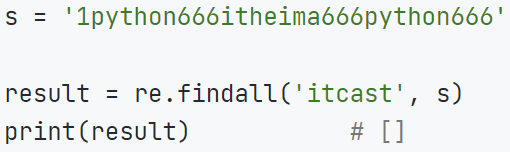 s = '1python666itheima666python666'
result = re.findall('itcast', s)
print(result)           # []